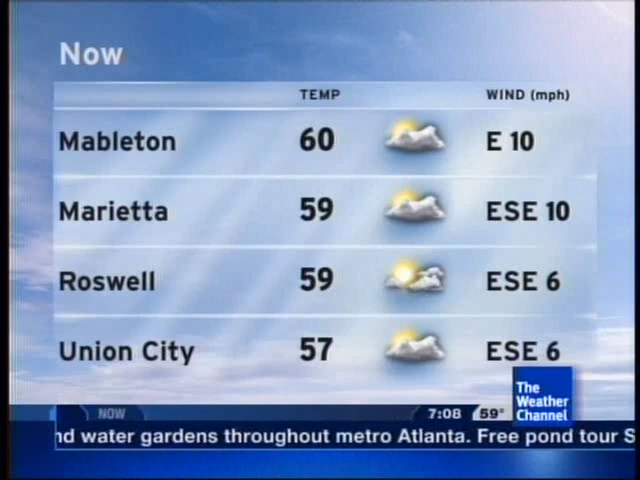 Now
TEMP WIND (mph)
Mableton 60 E 10
Marietta 59 ESE 10
Roswell 59 ESE 6
Union City 57 ESE 6
The
Weather
Channel
NOW 7:08 59°
nd water gardens throughout metro Atlanta. Free pond tour S